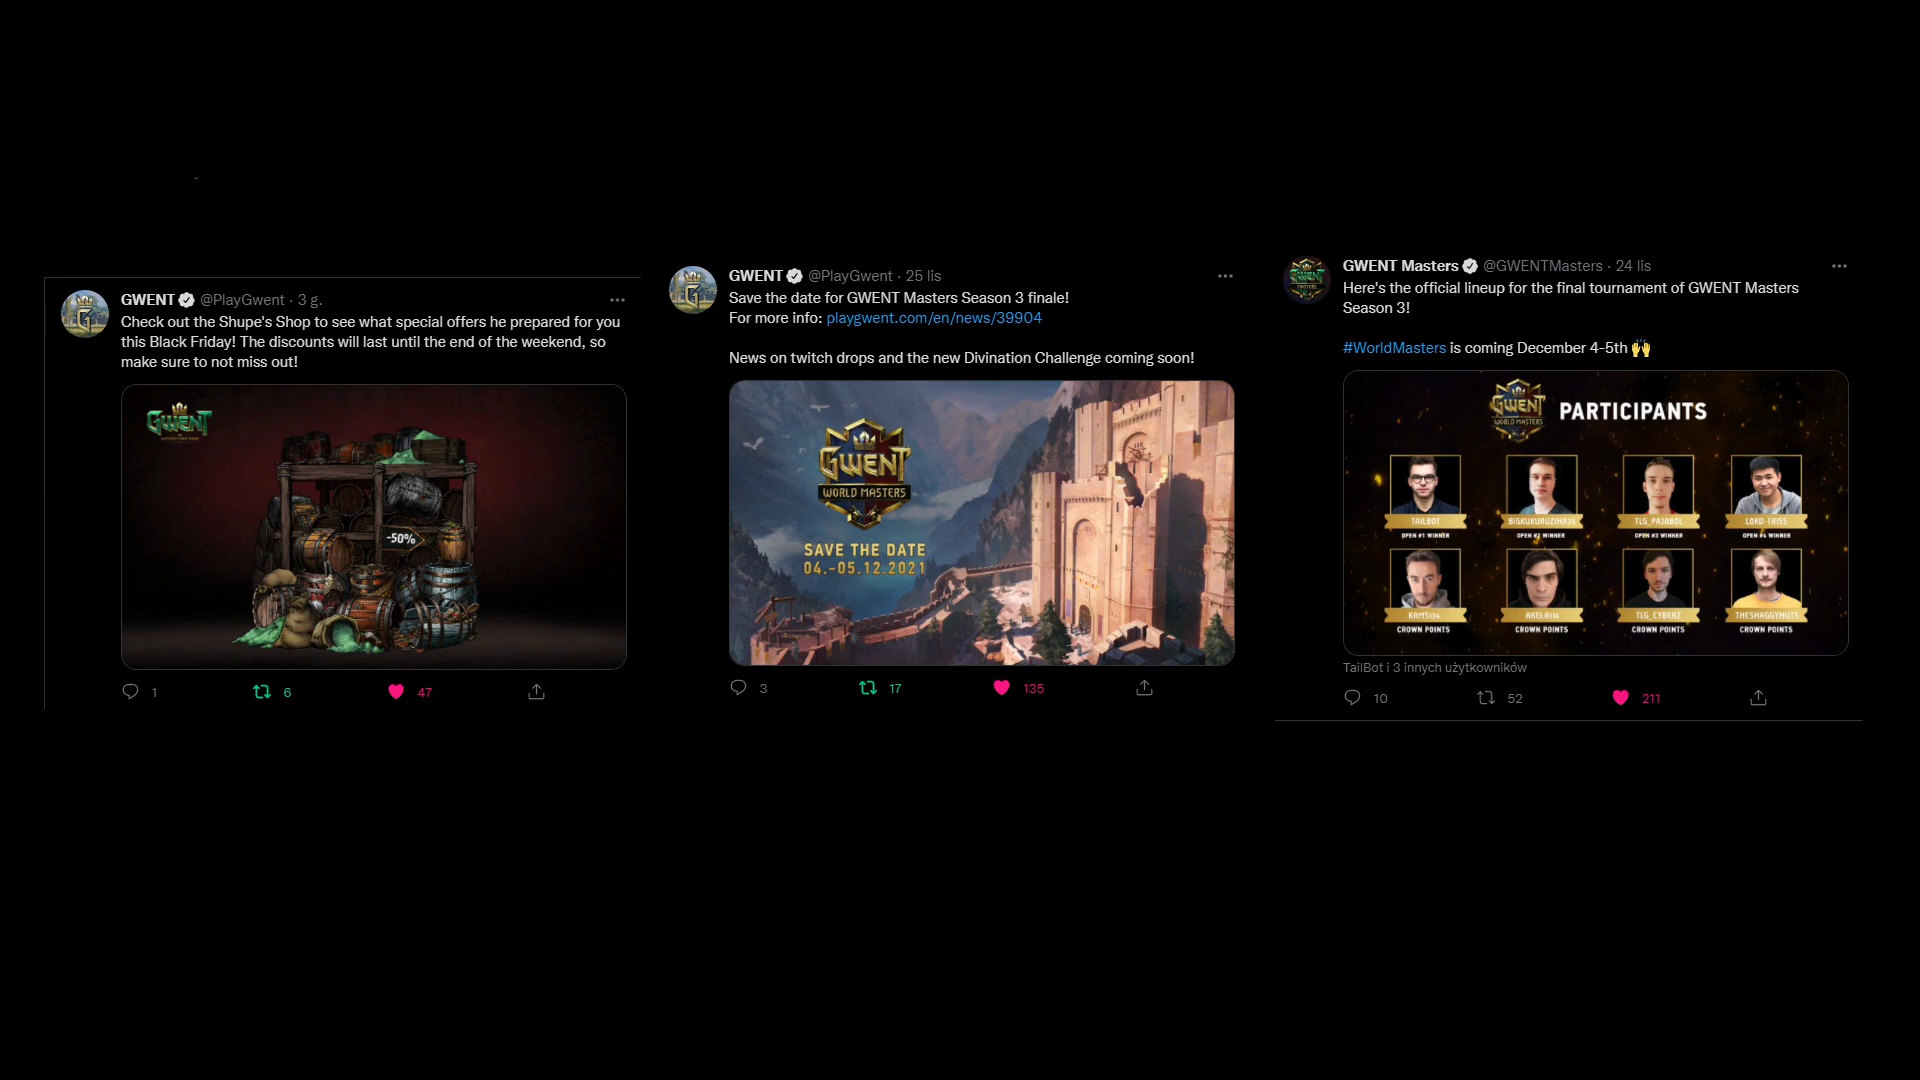 GWENT @PlayGwent · 3 g.
Check out the Shupe's Shop to see what special offers he prepared for you
this Black Friday! The discounts will last until the end of the weekend, so
make sure to not miss out!
GWENT
-50%
1 6 47
GWENT @PlayGwent · 25 lis
Save the date for GWENT Masters Season 3 finale!
For more info: playgwent.com/en/news/39904
News on twitch drops and the new Divination Challenge coming soon!
GWENT
WORLD MASTERS
SAVE THE DATE
04.-05.12.2021
3 17 135
GWENT Masters @GWENTMasters · 24 lis
Here's the official lineup for the final tournament of GWENT Masters
Season 3!
#WorldMasters is coming December 4-5th 🙌
GWENT
WORLD MASTERS
PARTICIPANTS
TAILBOT BIGKUKURUZINA36 TLG_PAJABOL LORD-TRISS
OPEN #1 WINNER OPEN #2 WINNER OPEN #3 WINNER OPEN #4 WINNER
KAMS134 AKELA114 TLG_CYBERZ THESHAGGYNUTS
CROWN POINTS CROWN POINTS CROWN POINTS CROWN POINTS
TailBot i 3 innych użytkowników
10 52 211